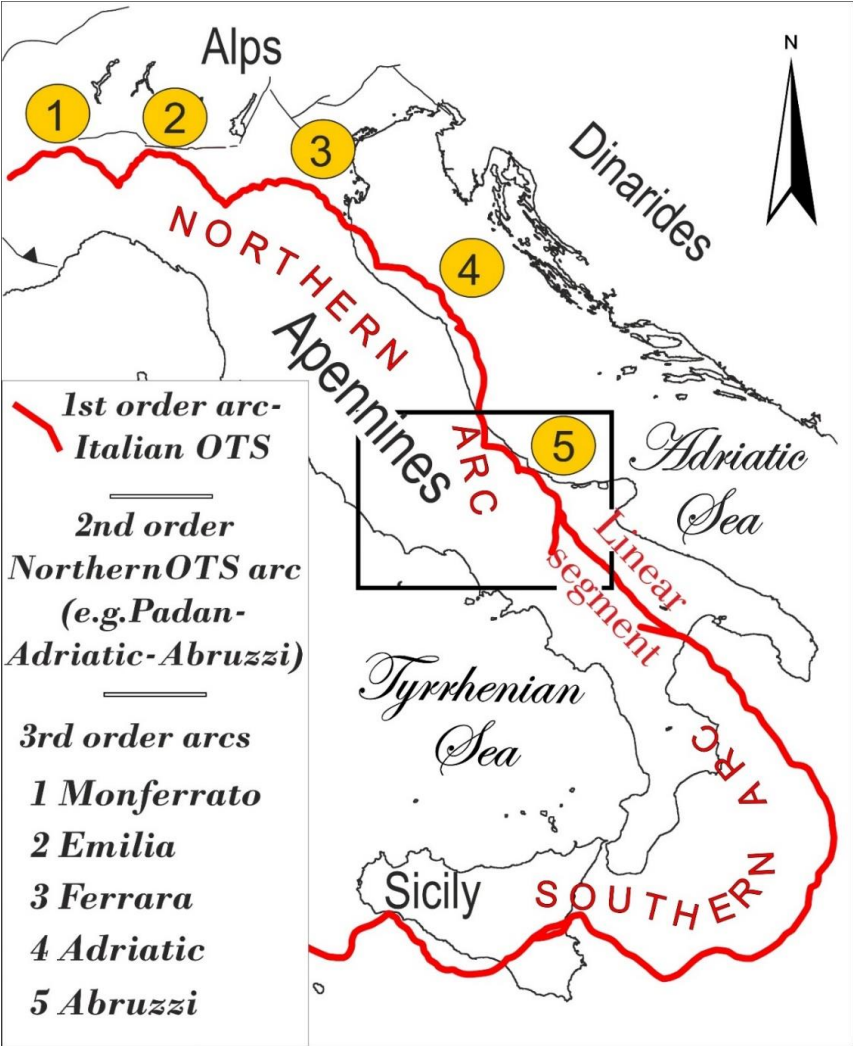 Alps
N
1
2
3
Dinarides
NORTHERN
4
Apennines
ARC
5
Adriatic
Sea
Linear
segment
Tyrrhenian
Sea
ARC
SOUTHERN
Sicily
1st order arc-
Italian OTS
2nd order
NorthernOTS arc
(e.g.Padan-
Adriatic-Abruzzi)
3rd order arcs
1 Monferrato
2 Emilia
3 Ferrara
4 Adriatic
5 Abruzzi